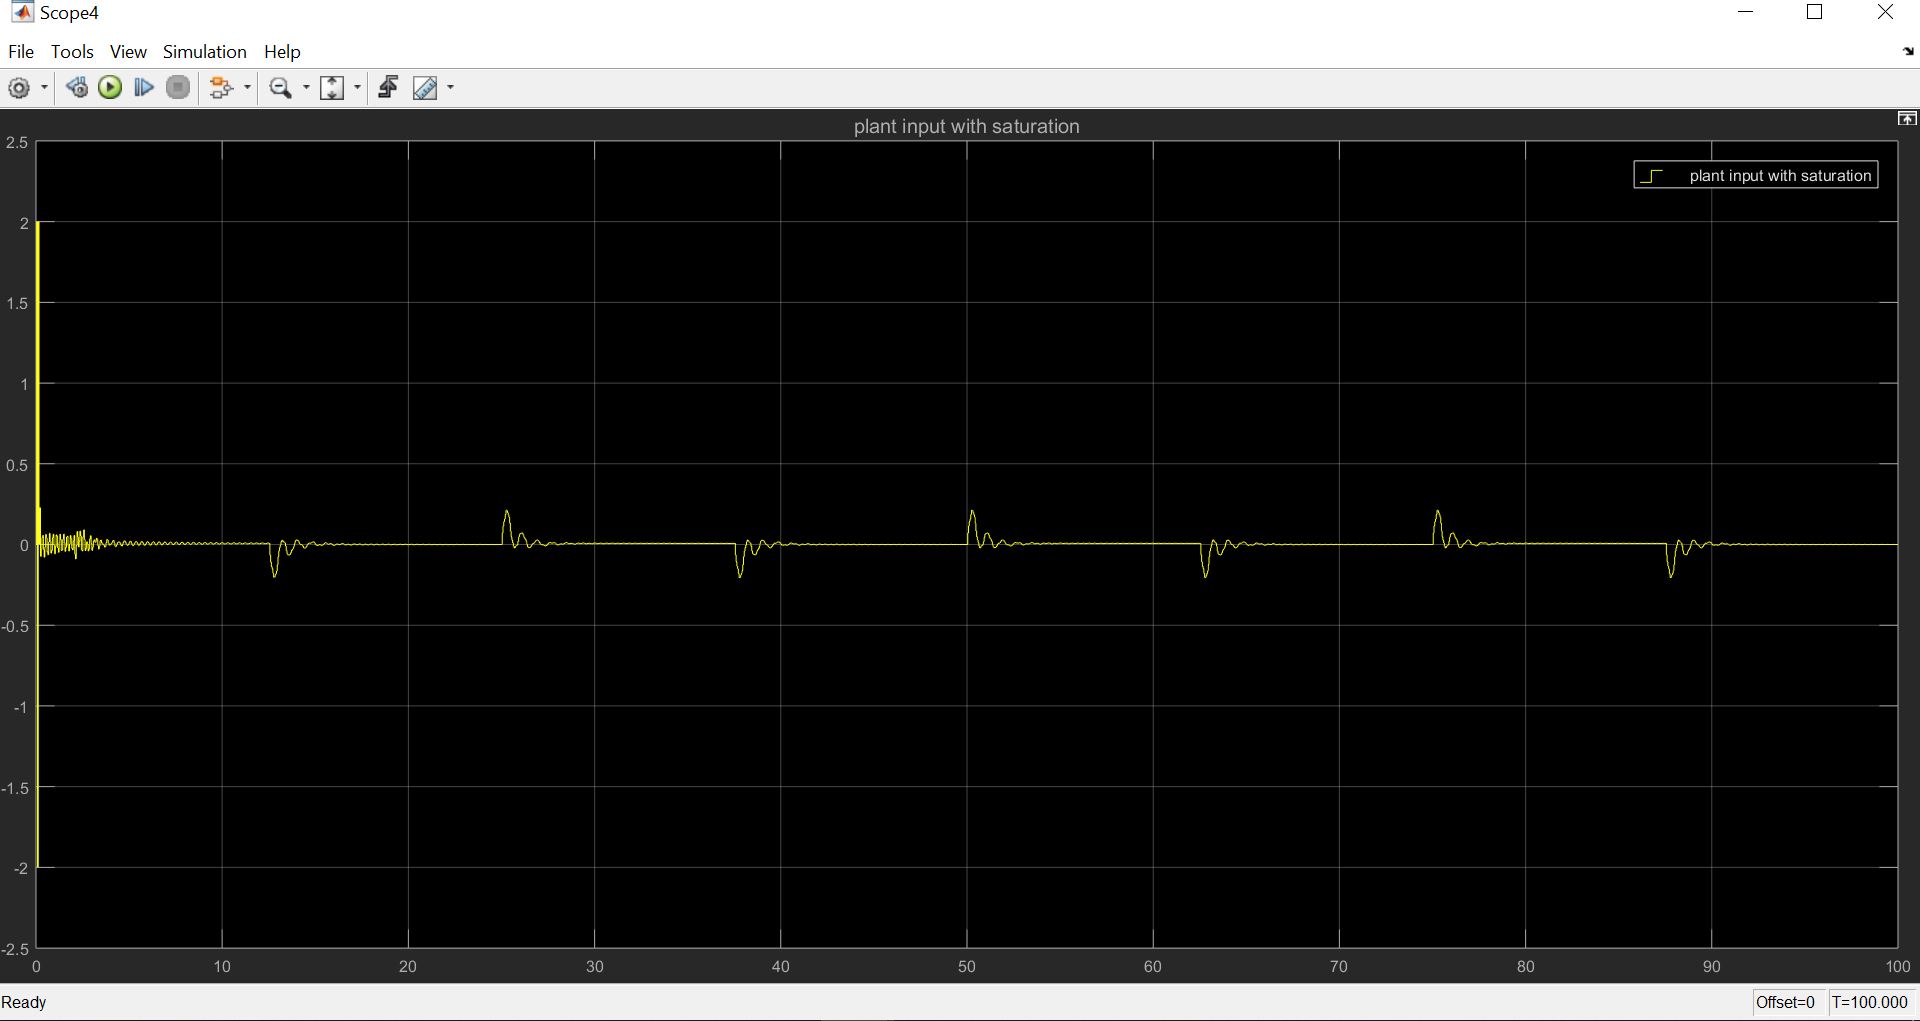 Scope4
File Tools View Simulation Help
plant input with saturation
plant input with saturation
2.5
2
1.5
1
0.5
0
-0.5
-1
-1.5
-2
-2.5
0 10 20 30 40 50 60 70 80 90 100
Ready Offset=0 T=100.000